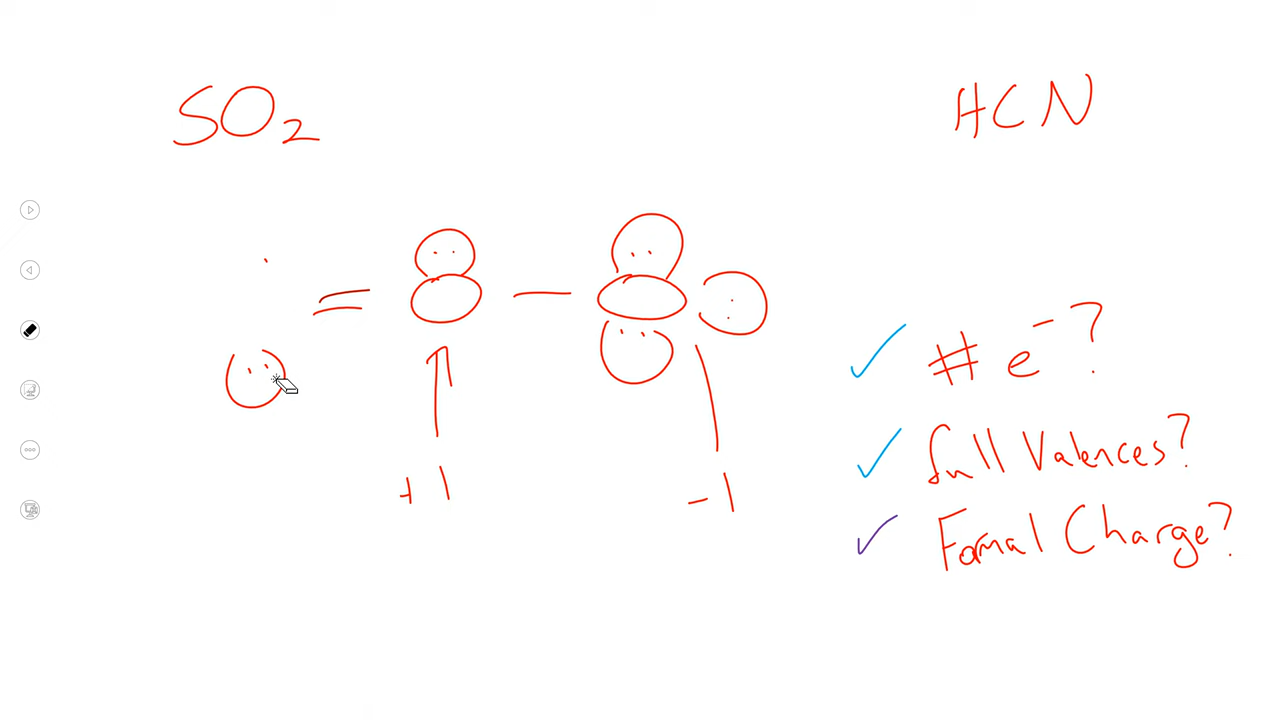 SO₂
HCN
= —
+1
-1
# e⁻?
full Valences?
Formal Charge?